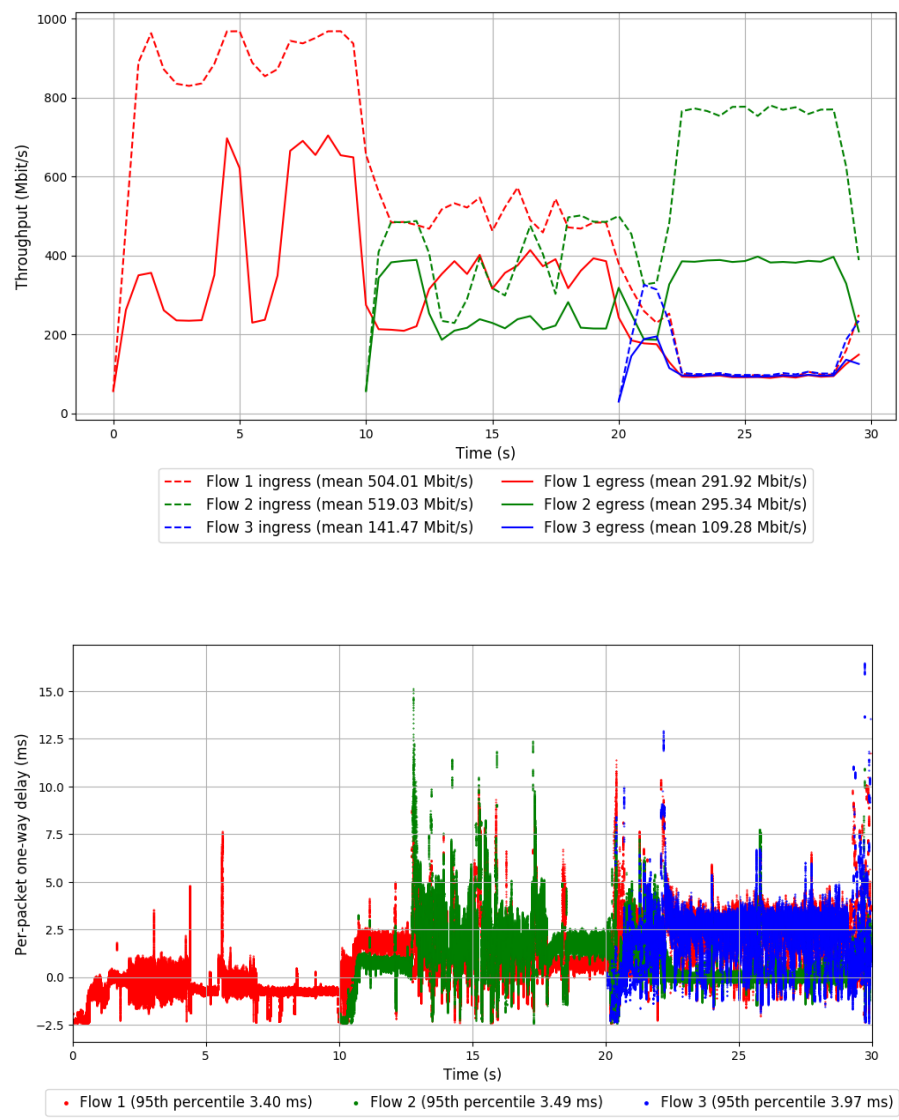 1000
800
600
400
200
0
Throughput (Mbit/s)
0 5 10 15 20 25 30
Time (s)
Flow 1 ingress (mean 504.01 Mbit/s) Flow 1 egress (mean 291.92 Mbit/s)
Flow 2 ingress (mean 519.03 Mbit/s) Flow 2 egress (mean 295.34 Mbit/s)
Flow 3 ingress (mean 141.47 Mbit/s) Flow 3 egress (mean 109.28 Mbit/s)
15.0
12.5
10.0
7.5
5.0
2.5
0.0
−2.5
Per-packet one-way delay (ms)
0 5 10 15 20 25 30
Time (s)
Flow 1 (95th percentile 3.40 ms) Flow 2 (95th percentile 3.49 ms) Flow 3 (95th percentile 3.97 ms)